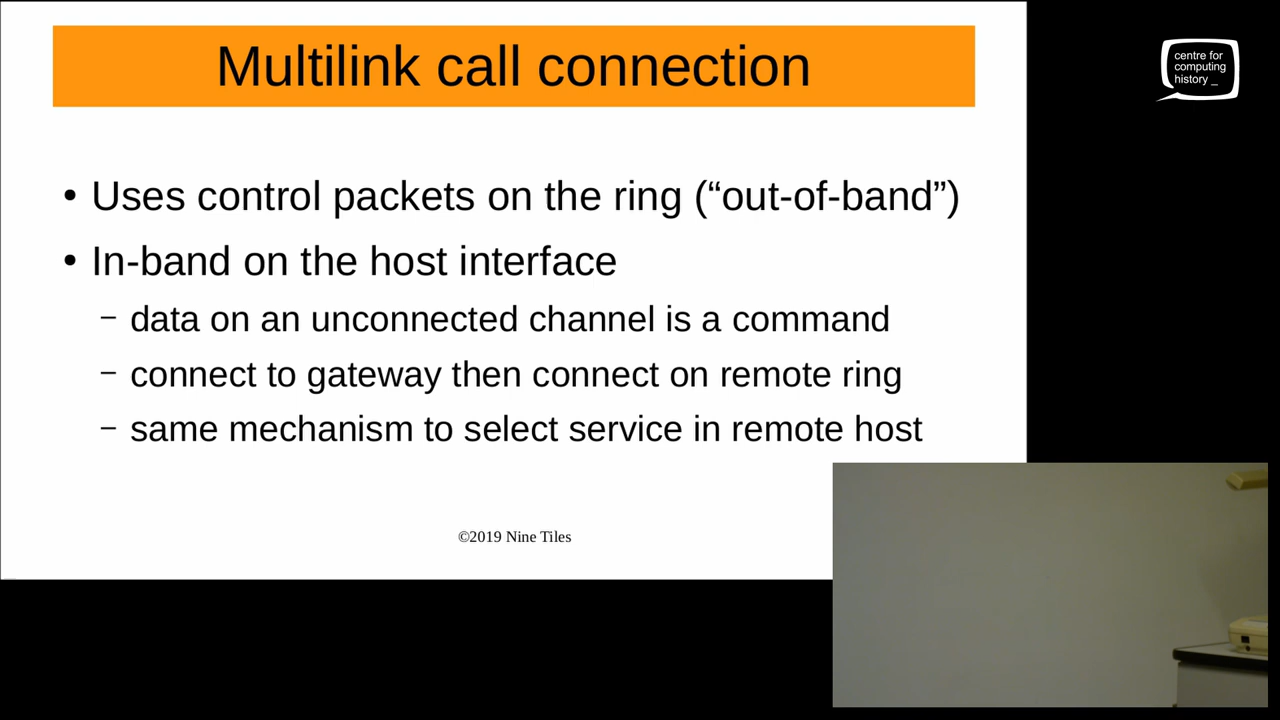 Multilink call connection
centre for
computing
history _
• Uses control packets on the ring (“out-of-band”)
• In-band on the host interface
– data on an unconnected channel is a command
– connect to gateway then connect on remote ring
– same mechanism to select service in remote host
©2019 Nine Tiles